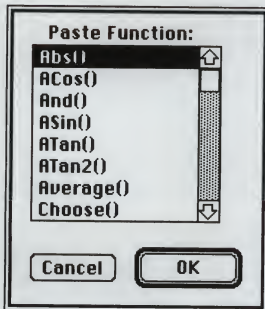 Paste Function:
Abs()
ACos()
And()
ASin()
ATan()
ATan2()
Average()
Choose()
Cancel
OK